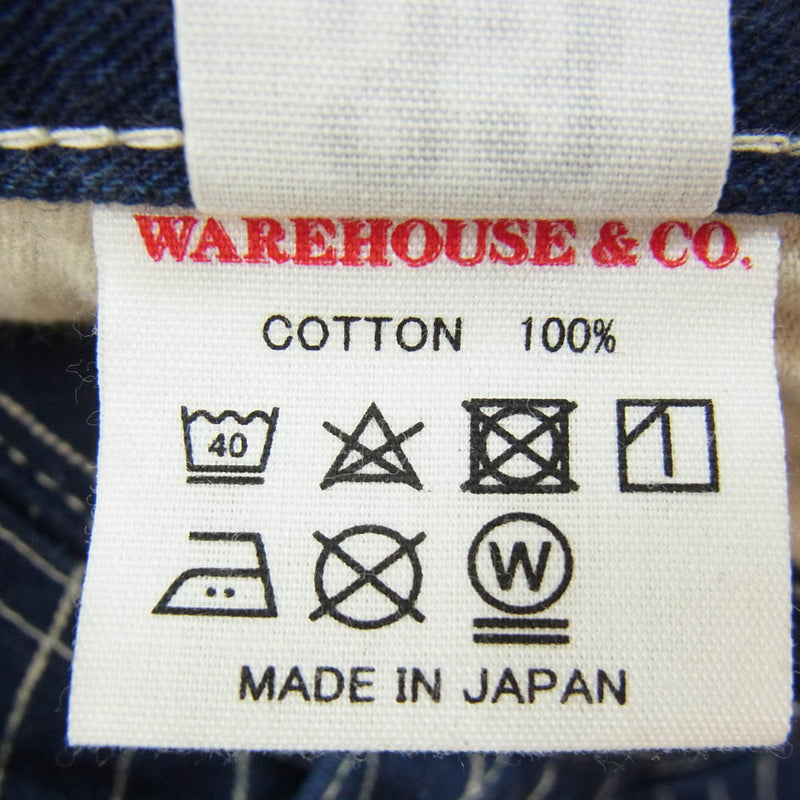 WAREHOUSE & CO.
COTTON 100%
40
W
MADE IN JAPAN